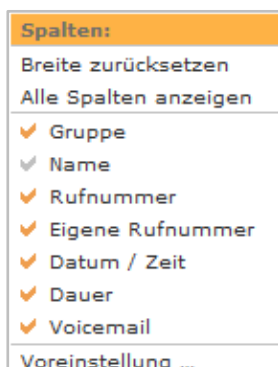 Spalten:
Breite zurücksetzen
Alle Spalten anzeigen
Gruppe
Name
Rufnummer
Eigene Rufnummer
Datum / Zeit
Dauer
Voicemail
Voreinstellung ...